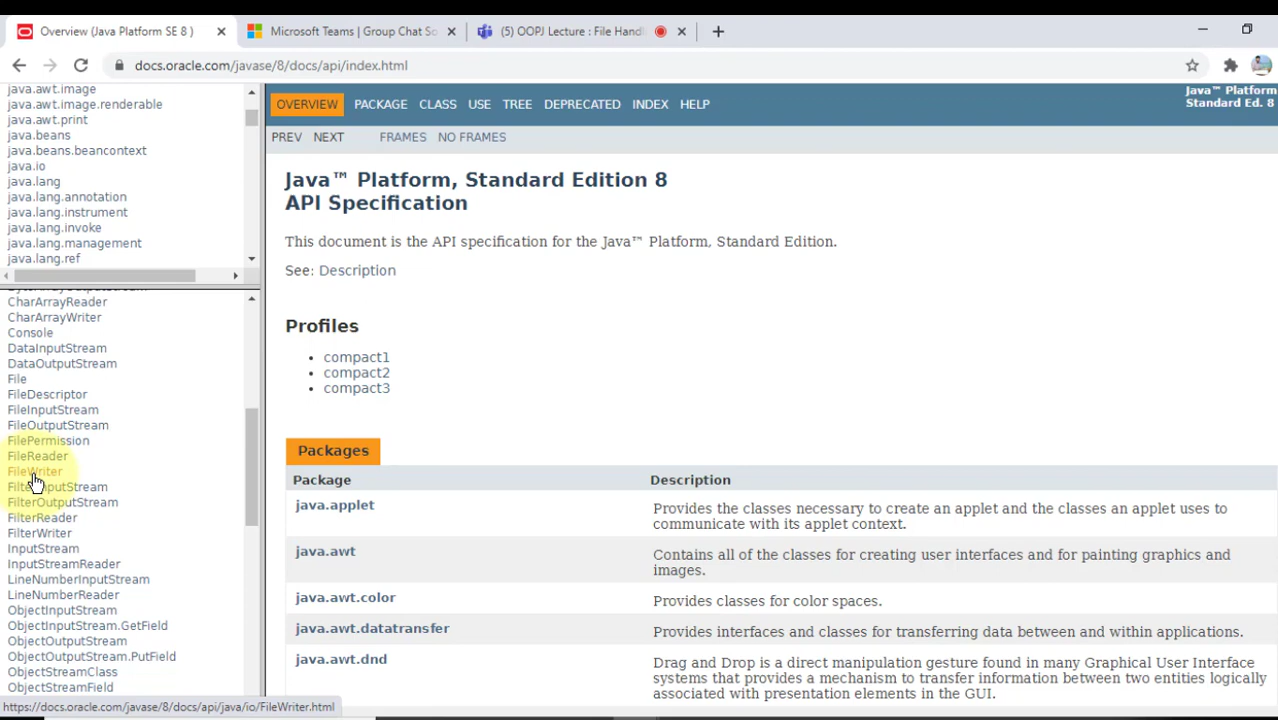 Overview (Java Platform SE 8 )
Microsoft Teams | Group Chat So
(5) OOPJ Lecture : File Handl
docs.oracle.com/javase/8/docs/api/index.html
java.awt.image
java.awt.image.renderable
java.awt.print
java.beans
java.beans.beancontext
java.io
java.lang
java.lang.annotation
java.lang.instrument
java.lang.invoke
java.lang.management
java.lang.ref
CharArrayReader
CharArrayWriter
Console
DataInputStream
DataOutputStream
File
FileDescriptor
FileInputStream
FileOutputStream
FilePermission
FileReader
FileWriter
FilterInputStream
FilterOutputStream
FilterReader
FilterWriter
InputStream
InputStreamReader
LineNumberInputStream
LineNumberReader
ObjectInputStream
ObjectInputStream.GetField
ObjectOutputStream
ObjectOutputStream.PutField
ObjectStreamClass
ObjectStreamField
https://docs.oracle.com/javase/8/docs/api/java/io/FileWriter.html
OVERVIEW PACKAGE CLASS USE TREE DEPRECATED INDEX HELP
Java™ Platform
Standard Ed. 8
PREV NEXT FRAMES NO FRAMES
Java™ Platform, Standard Edition 8
API Specification
This document is the API specification for the Java™ Platform, Standard Edition.
See: Description
Profiles
• compact1
• compact2
• compact3
Packages
Package Description
java.applet Provides the classes necessary to create an applet and the classes an applet uses to
communicate with its applet context.
java.awt Contains all of the classes for creating user interfaces and for painting graphics and
images.
java.awt.color Provides classes for color spaces.
java.awt.datatransfer Provides interfaces and classes for transferring data between and within applications.
java.awt.dnd Drag and Drop is a direct manipulation gesture found in many Graphical User Interface
systems that provides a mechanism to transfer information between two entities logically
associated with presentation elements in the GUI.